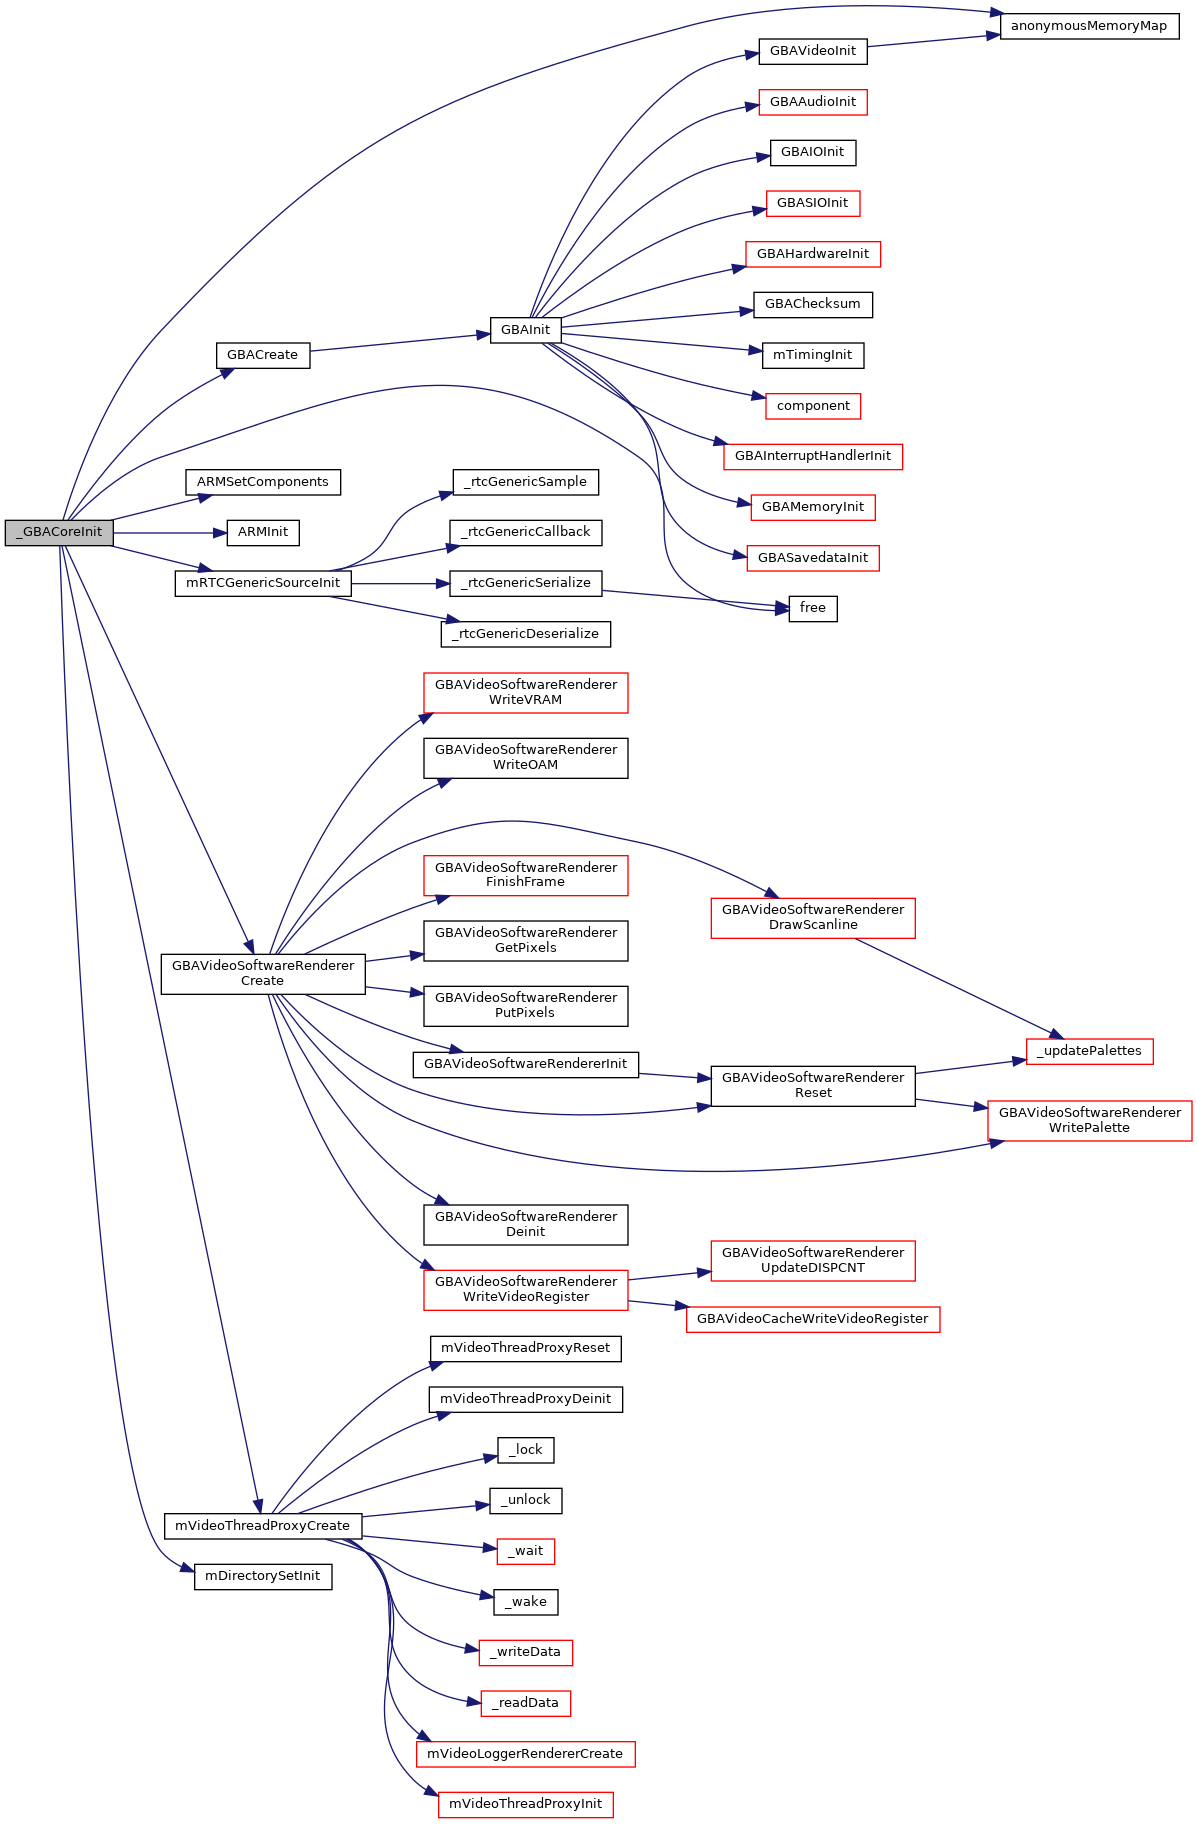 anonymousMemoryMap
GBAVideoInit
GBAAudioInit
GBAIOInit
GBASIOInit
GBAHardwareInit
GBAChecksum
GBAInit
mTimingInit
GBACreate
component
GBAInterruptHandlerInit
ARMSetComponents
_rtcGenericSample
GBAMemoryInit
_GBACoreInit
ARMInit
_rtcGenericCallback
GBASavedataInit
mRTCGenericSourceInit
_rtcGenericSerialize
free
_rtcGenericDeserialize
GBAVideoSoftwareRenderer
WriteVRAM
GBAVideoSoftwareRenderer
WriteOAM
GBAVideoSoftwareRenderer
FinishFrame
GBAVideoSoftwareRenderer
DrawScanline
GBAVideoSoftwareRenderer
GetPixels
GBAVideoSoftwareRenderer
Create
GBAVideoSoftwareRenderer
PutPixels
_updatePalettes
GBAVideoSoftwareRendererInit
GBAVideoSoftwareRenderer
Reset
GBAVideoSoftwareRenderer
WritePalette
GBAVideoSoftwareRenderer
Deinit
GBAVideoSoftwareRenderer
UpdateDISPCNT
GBAVideoSoftwareRenderer
WriteVideoRegister
GBAVideoCacheWriteVideoRegister
mVideoThreadProxyReset
mVideoThreadProxyDeinit
_lock
_unlock
mVideoThreadProxyCreate
_wait
mDirectorySetInit
_wake
_writeData
_readData
mVideoLoggerRendererCreate
mVideoThreadProxyInit